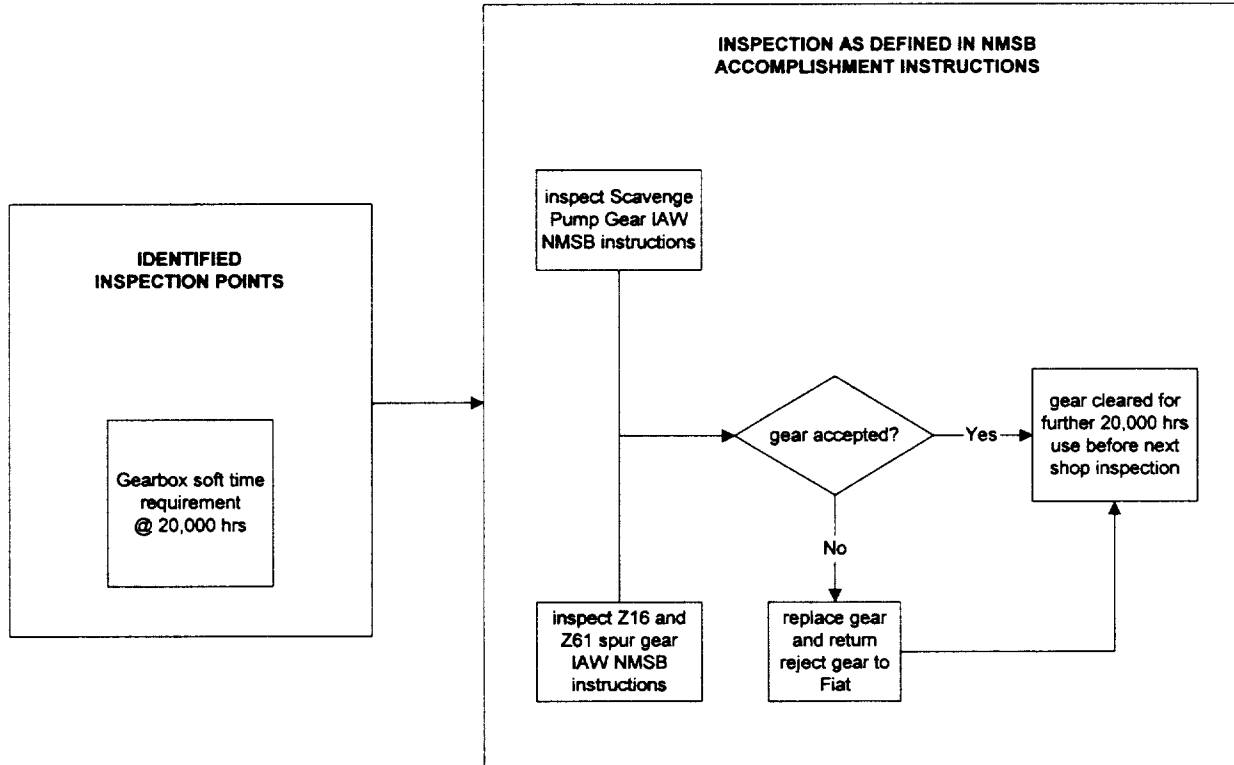 INSPECTION AS DEFINED IN NMSB
ACCOMPLISHMENT INSTRUCTIONS
IDENTIFIED
INSPECTION POINTS
Gearbox soft time
requirement
@ 20,000 hrs
inspect Scavenge
Pump Gear IAW
NMSB instructions
inspect Z16 and
Z61 spur gear
IAW NMSB
instructions
gear accepted?
Yes
No
gear cleared for
further 20,000 hrs
use before next
shop inspection
replace gear
and return
reject gear to
Fiat